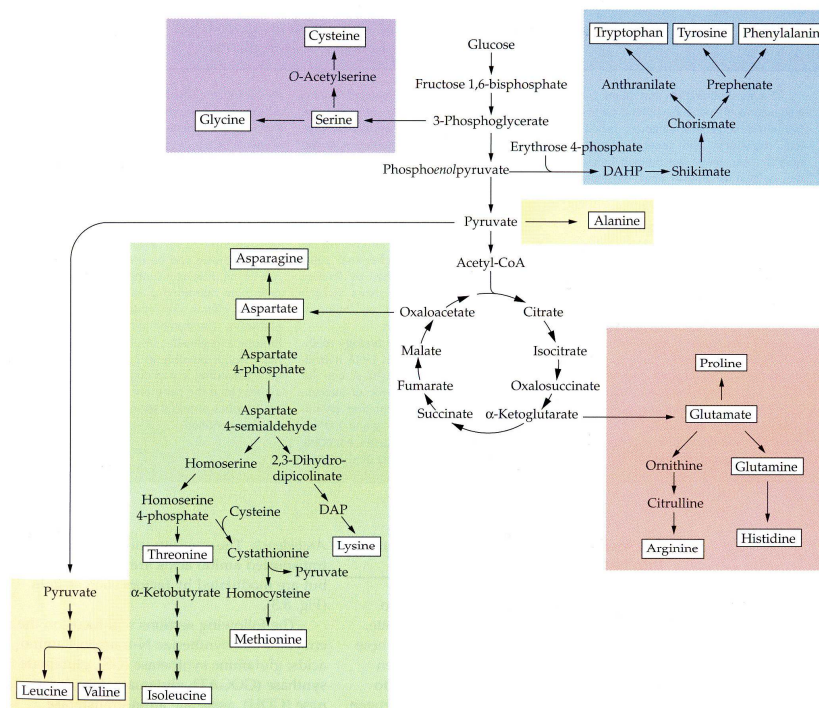 Cysteine
O-Acetylserine
Glycine
Serine
Glucose
Fructose 1,6-bisphosphate
3-Phosphoglycerate
Phosphoenolpyruvate
Erythrose 4-phosphate
Tryptophan
Tyrosine
Phenylalanin
Anthranilate
Prephenate
Chorismate
DAHP
Shikimate
Pyruvate
Alanine
Acetyl-CoA
Oxaloacetate
Citrate
Malate
Isocitrate
Fumarate
Oxalosuccinate
Succinate
α-Ketoglutarate
Asparagine
Aspartate
Aspartate
4-phosphate
Aspartate
4-semialdehyde
Homoserine
2,3-Dihydro-
dipicolinate
Homoserine
4-phosphate
Cysteine
DAP
Threonine
Cystathionine
Lysine
Pyruvate
α-Ketobutyrate
Homocysteine
Methionine
Isoleucine
Pyruvate
Leucine
Valine
Proline
Glutamate
Ornithine
Glutamine
Citrulline
Arginine
Histidine